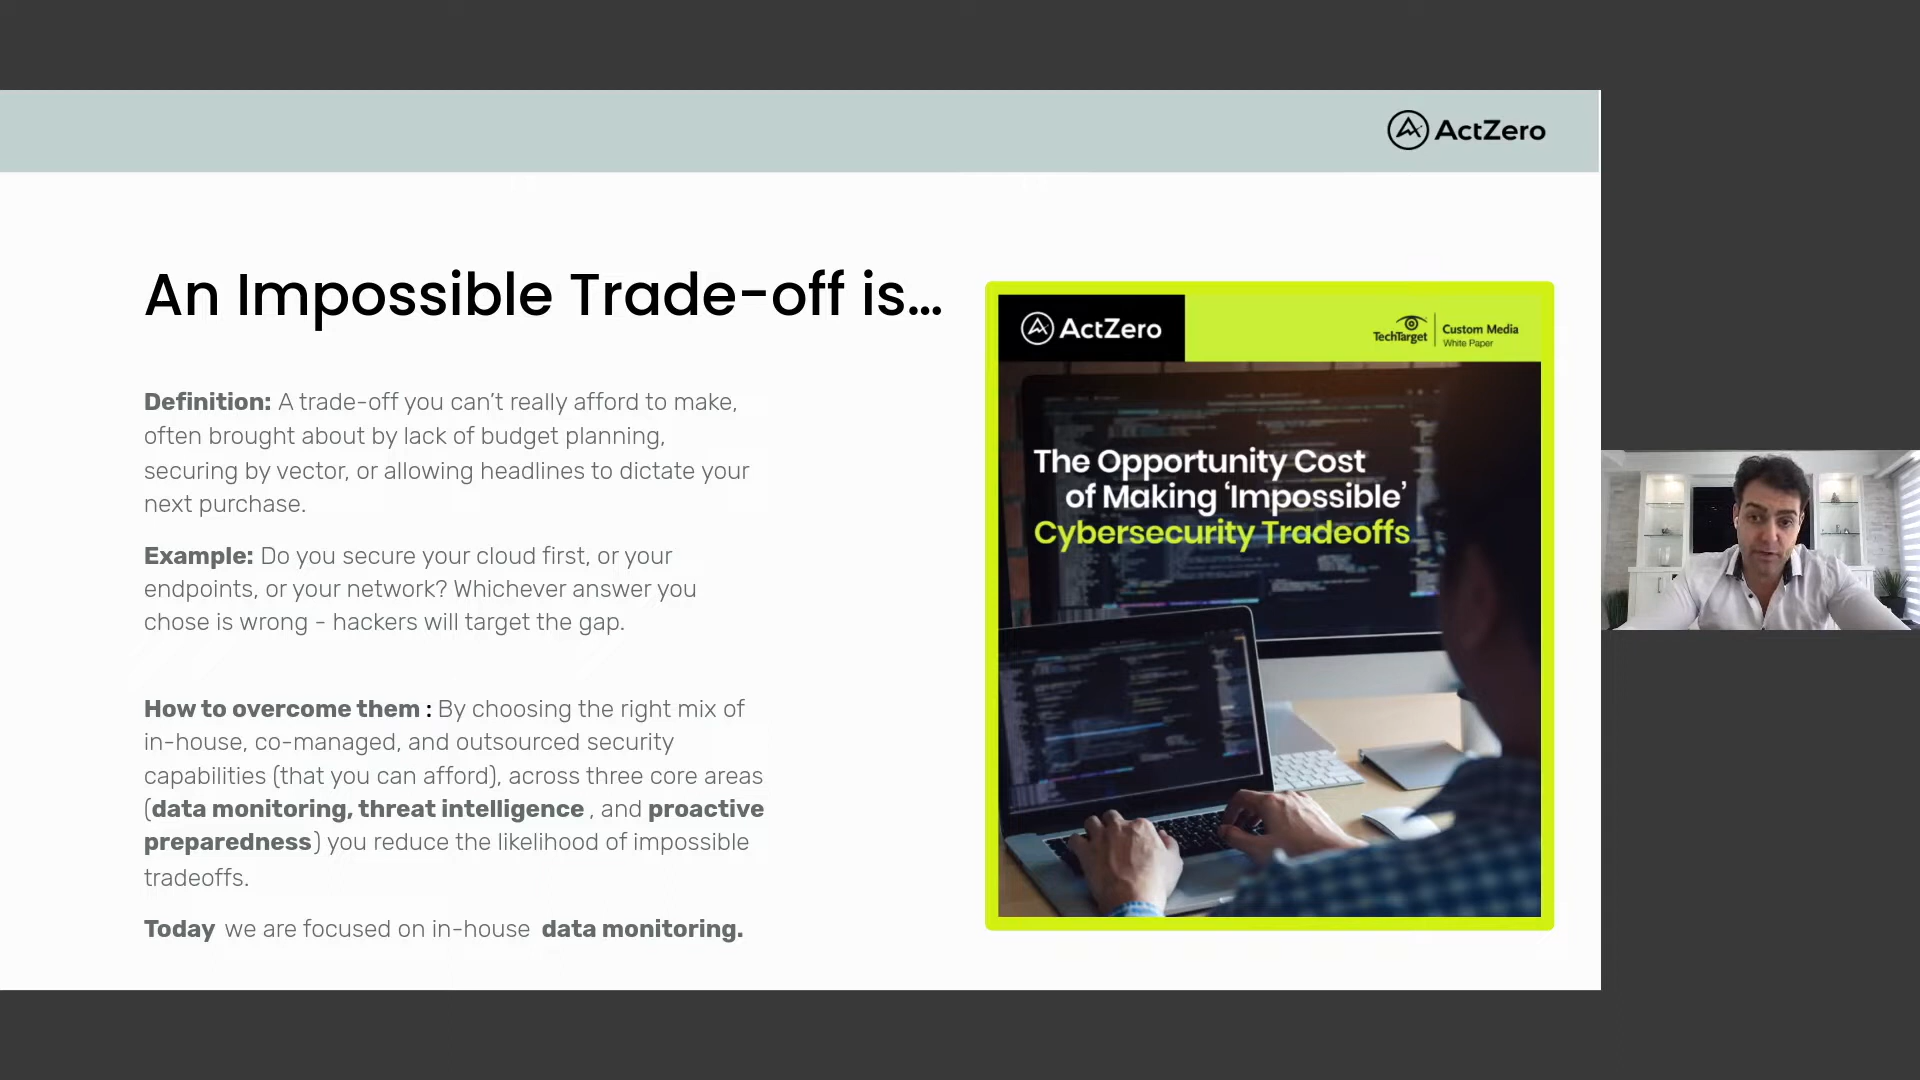 ActZero
An Impossible Trade-off is...
Definition: A trade-off you can’t really afford to make,
often brought about by lack of budget planning,
securing by vector, or allowing headlines to dictate your
next purchase.
Example: Do you secure your cloud first, or your
endpoints, or your network? Whichever answer you
chose is wrong - hackers will target the gap.
How to overcome them : By choosing the right mix of
in-house, co-managed, and outsourced security
capabilities (that you can afford), across three core areas
(data monitoring, threat intelligence , and proactive
preparedness) you reduce the likelihood of impossible
tradeoffs.
Today we are focused on in-house data monitoring.
ActZero
TechTarget
Custom Media
White Paper
The Opportunity Cost
of Making ‘Impossible’
Cybersecurity Tradeoffs